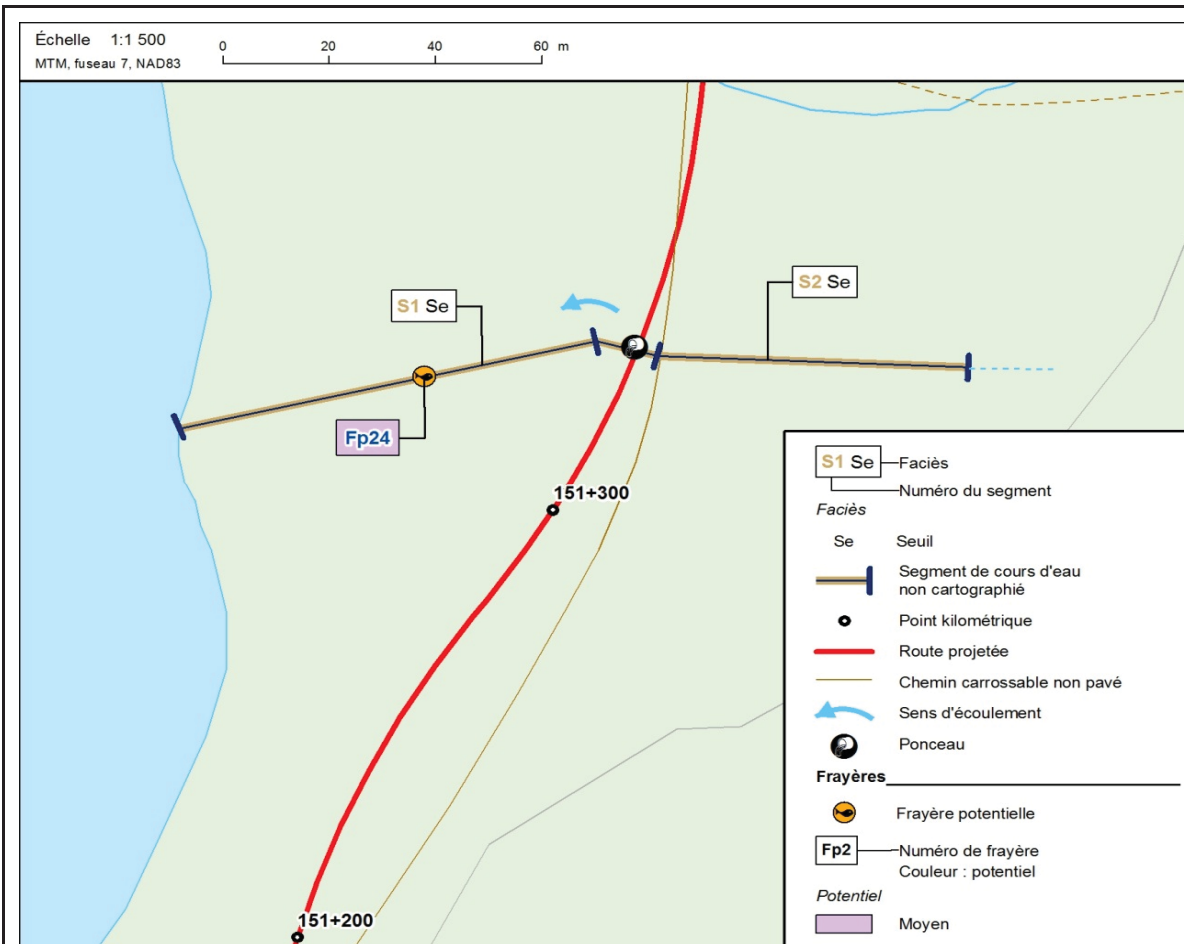 Échelle 1:1 500
MTM, fuseau 7, NAD83
0 20 40 60 m
S2 Se
S1 Se
Fp24
151+300
151+200
S1 Se Faciès
Numéro du segment
Faciès
Se Seuil
Segment de cours d'eau
non cartographié
Point kilométrique
Route projetée
Chemin carrossable non pavé
Sens d'écoulement
Ponceau
Frayères
Frayère potentielle
Fp2 Numéro de frayère
Couleur : potentiel
Potentiel
Moyen